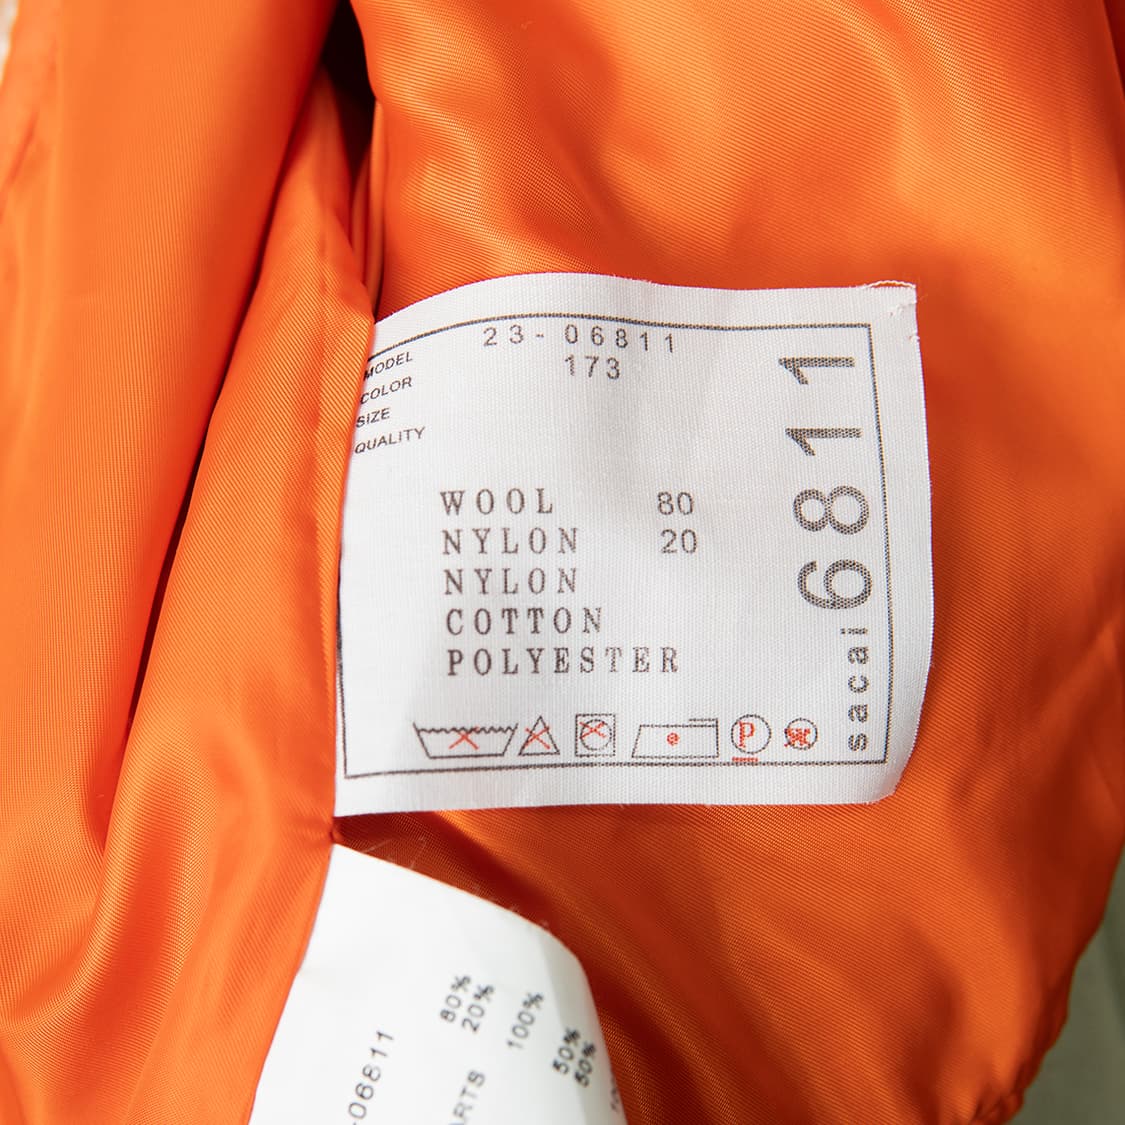 MODEL 23-06811
COLOR 173
SIZE
QUALITY
WOOL 80
NYLON 20
NYLON
COTTON
POLYESTER
P
sacai 6811
-06811
80%
20%
100%
50%
50%